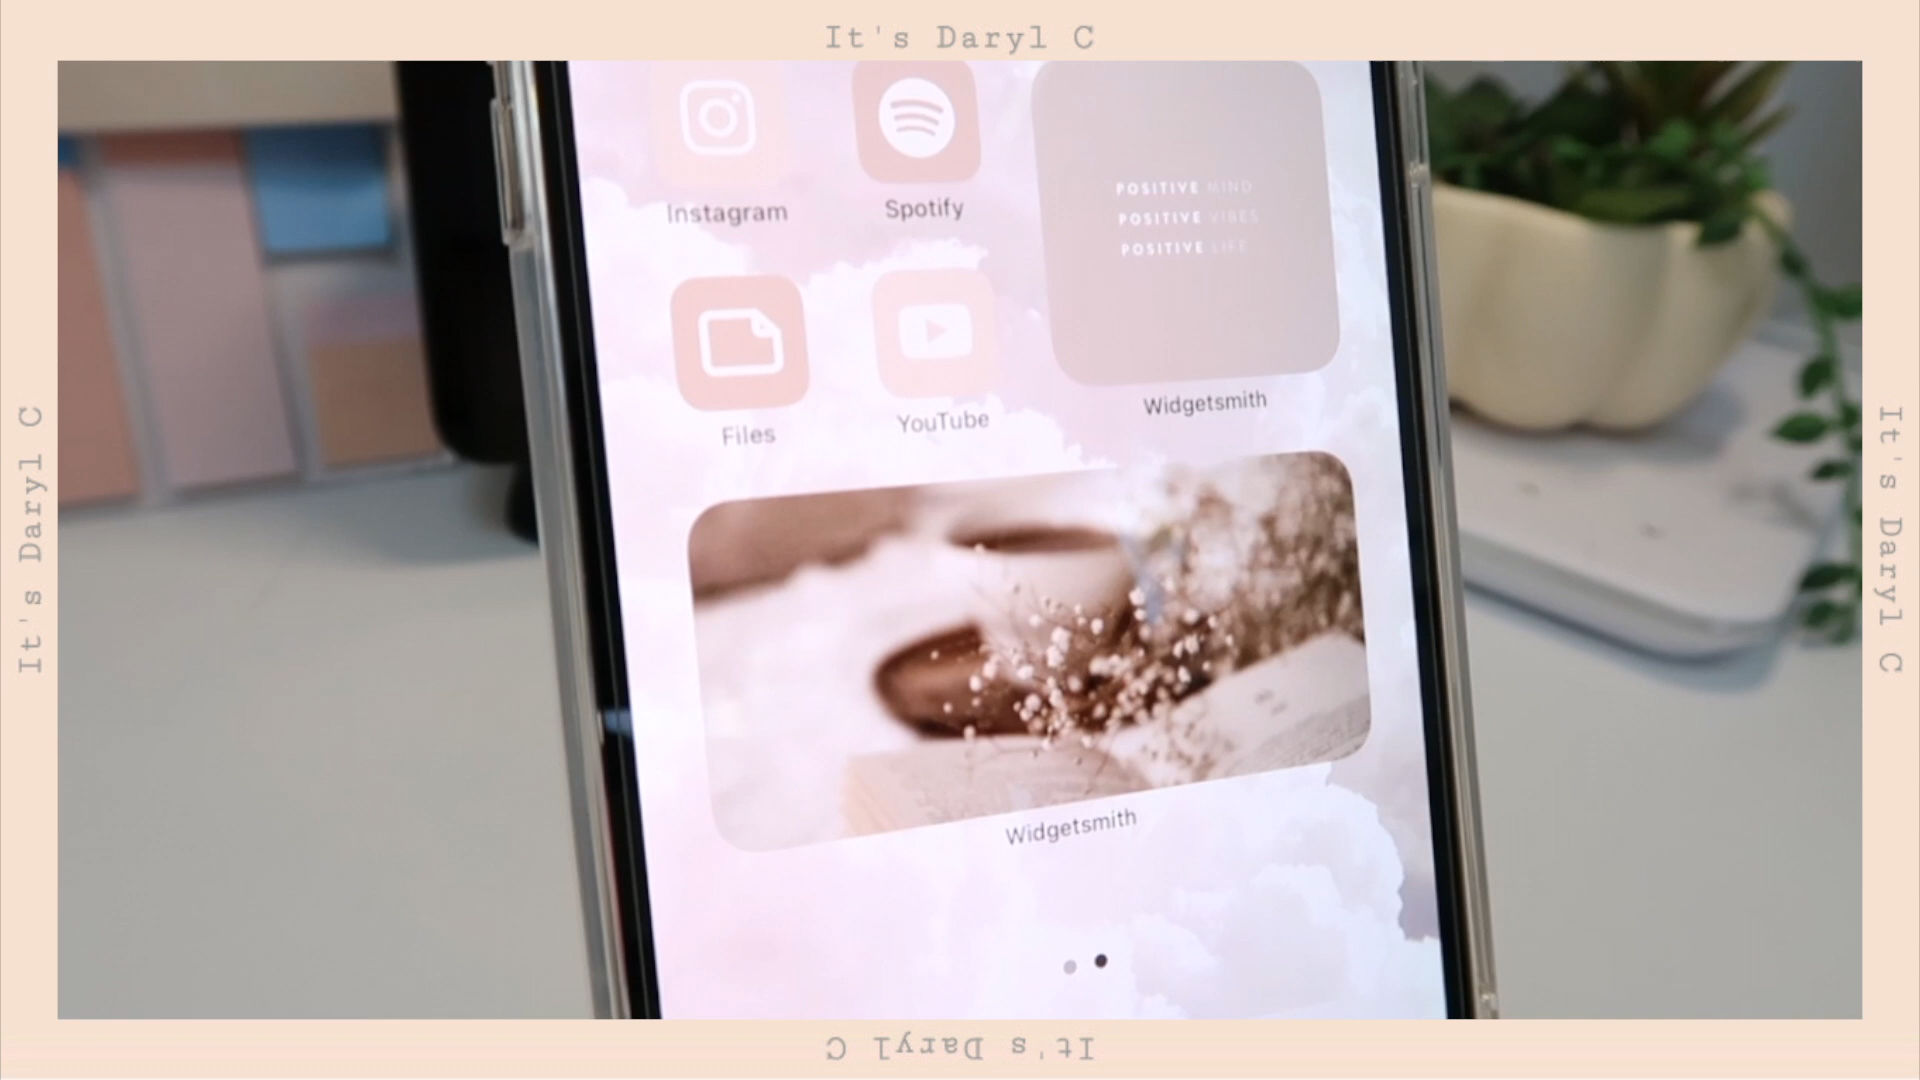 It's Daryl C
Instagram
Spotify
POSITIVE MIND
POSITIVE VIBES
POSITIVE LIFE
Files
YouTube
Widgetsmith
Widgetsmith
It's Daryl C
It's Daryl C
It's Daryl C